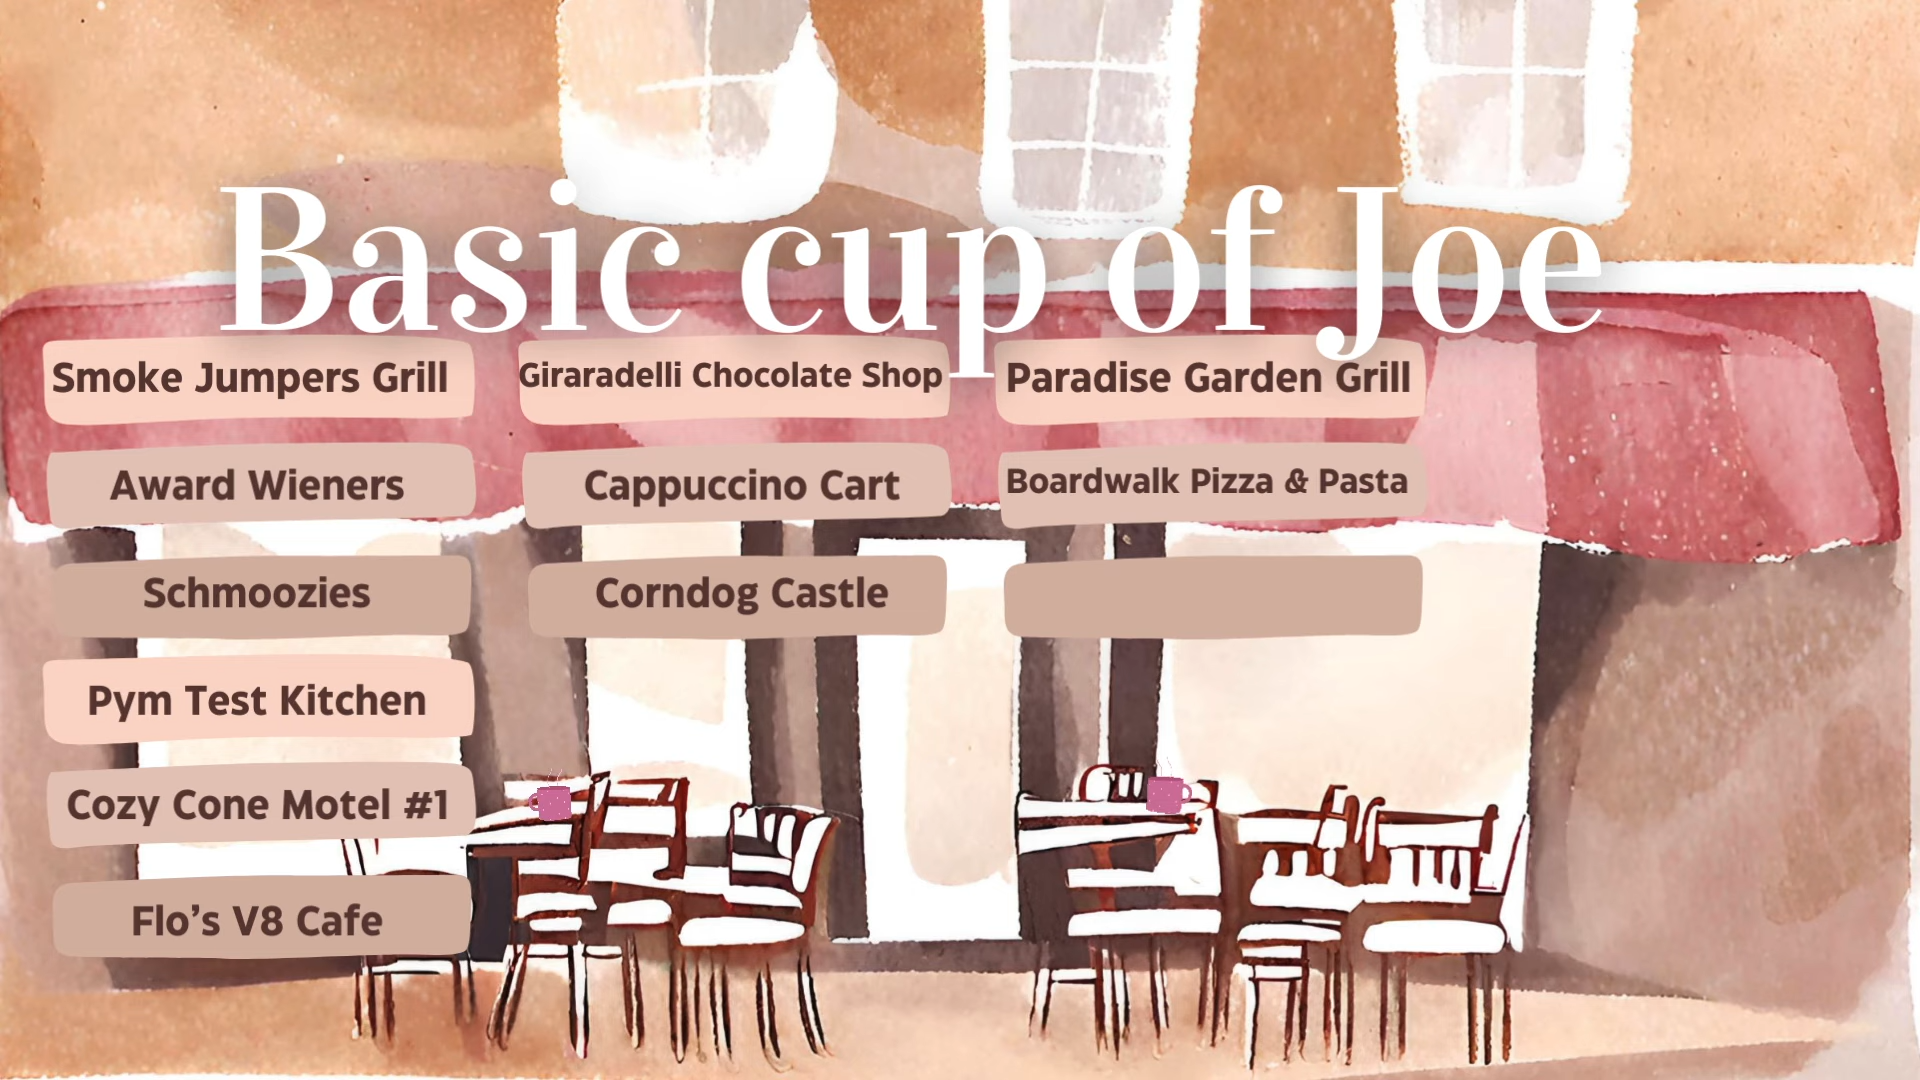 Basic cup of Joe
Smoke Jumpers Grill
Giraradelli Chocolate Shop
Paradise Garden Grill
Award Wieners
Cappuccino Cart
Boardwalk Pizza & Pasta
Schmoozies
Corndog Castle
Pym Test Kitchen
Cozy Cone Motel #1
Flo’s V8 Cafe